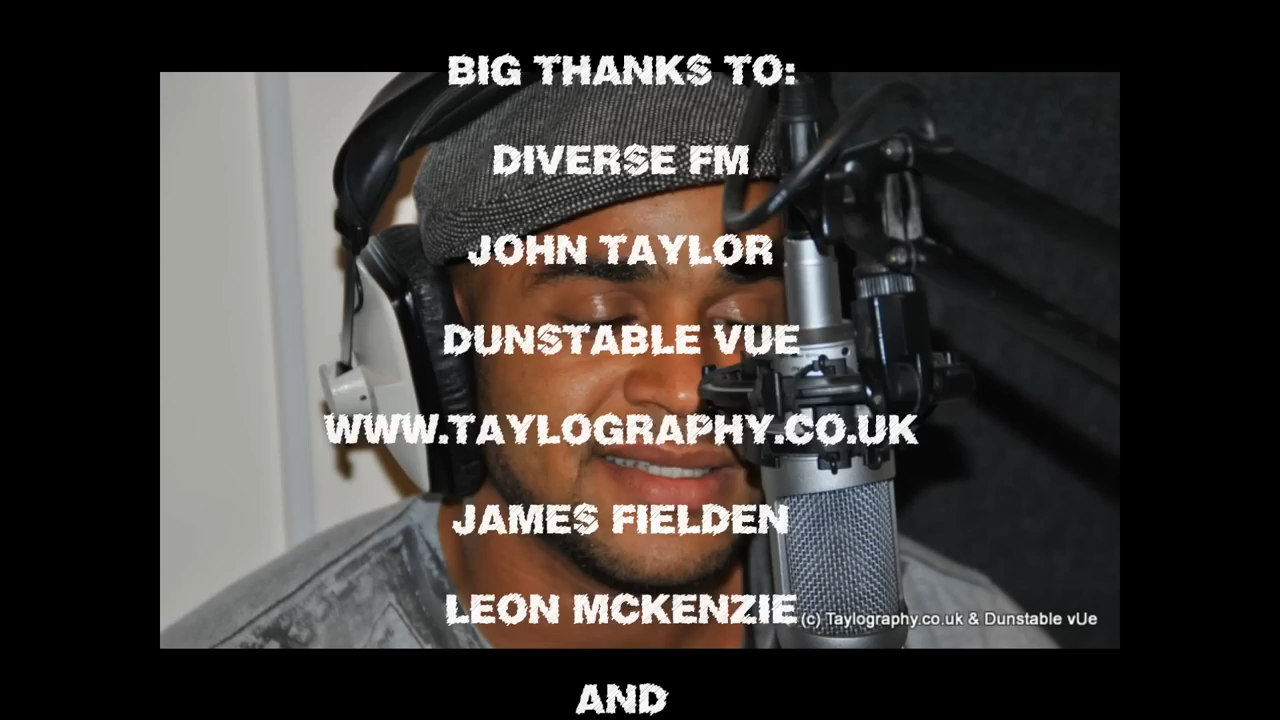 BIG THANKS TO:
DIVERSE FM
JOHN TAYLOR
DUNSTABLE VUE
WWW.TAYLOGRAPHY.CO.UK
JAMES FIELDEN
LEON MCKENZIE
(c) Taylography.co.uk & Dunstable vUe
AND